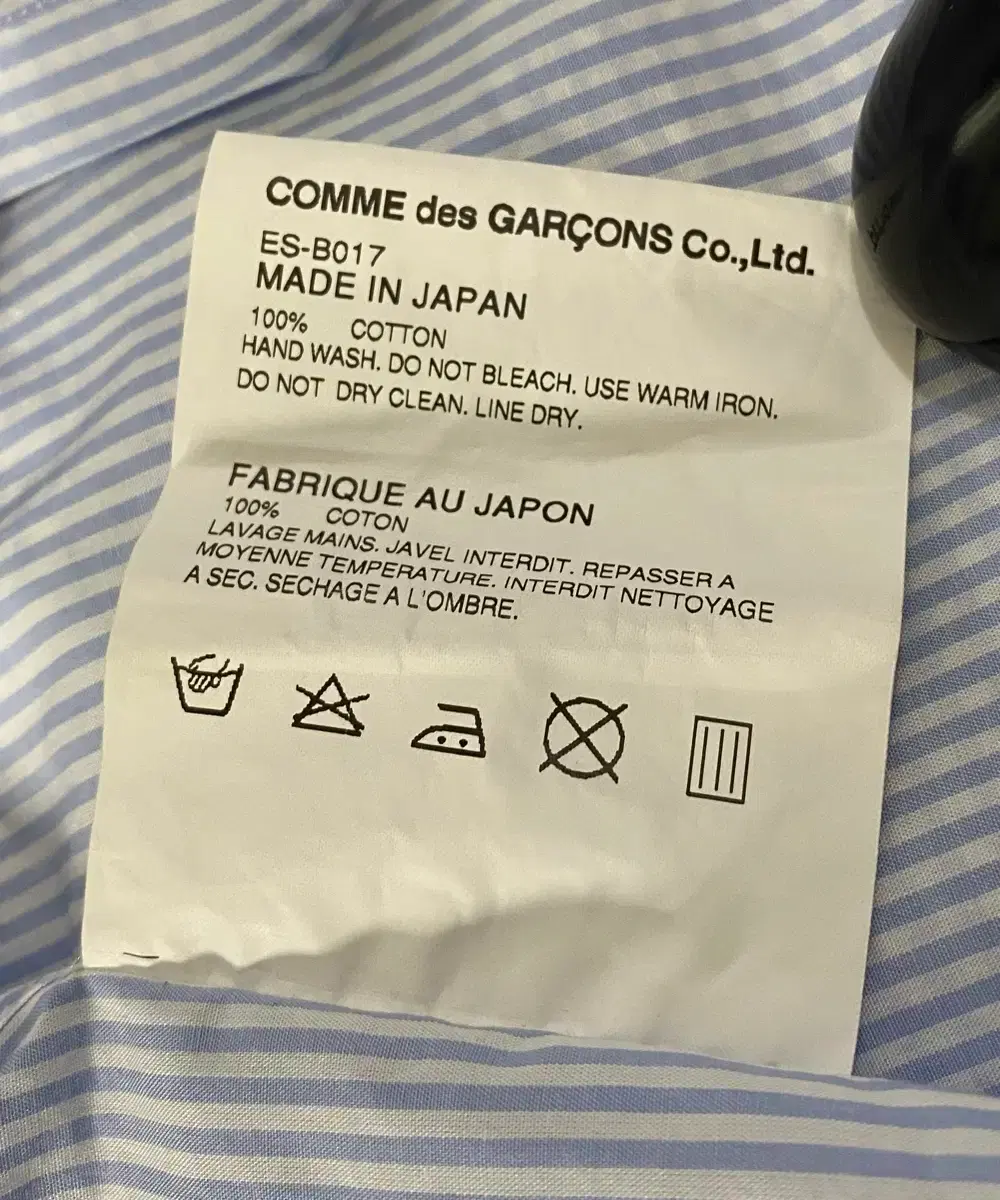 COMME des GARÇONS Co.,Ltd.
ES-B017
MADE IN JAPAN
100% COTTON
HAND WASH. DO NOT BLEACH. USE WARM IRON.
DO NOT DRY CLEAN. LINE DRY.
FABRIQUE AU JAPON
100% COTON
LAVAGE MAINS. JAVEL INTERDIT. REPASSER A
MOYENNE TEMPERATURE. INTERDIT NETTOYAGE
A SEC. SECHAGE A L'OMBRE.